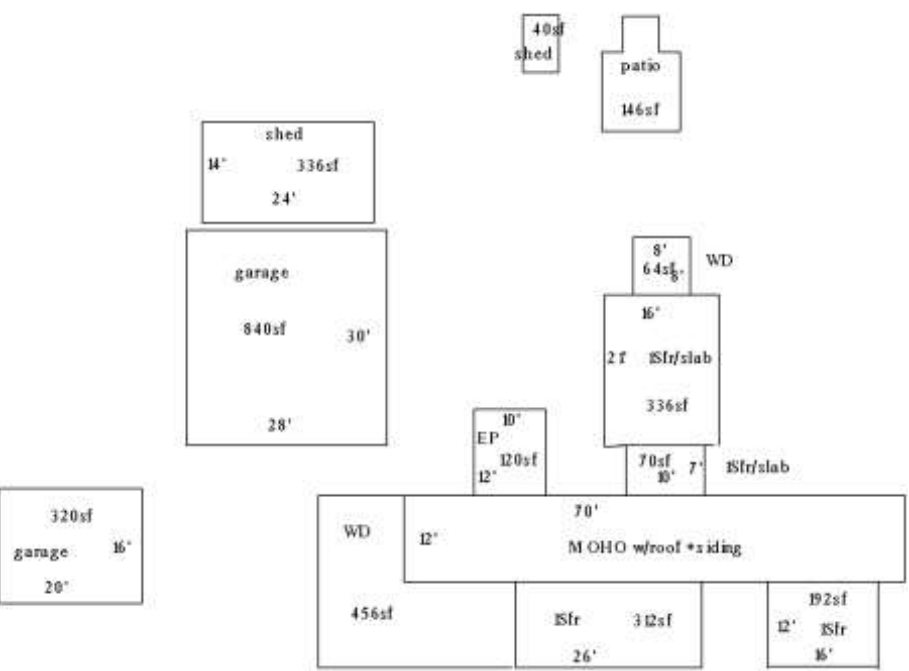 40sf
shed
patio
146sf
shed
14'
336sf
24'
garage
840sf
30'
28'
8'
64sf
8'
WD
16'
21'
1Sfr/slab
336sf
10'
EP
120sf
12'
70sf
10'
7'
1Sfr/slab
320sf
garage
16'
20'
WD
456sf
70'
12'
MOHO w/roof +siding
1Sfr
312sf
26'
192sf
12'
1Sfr
16'